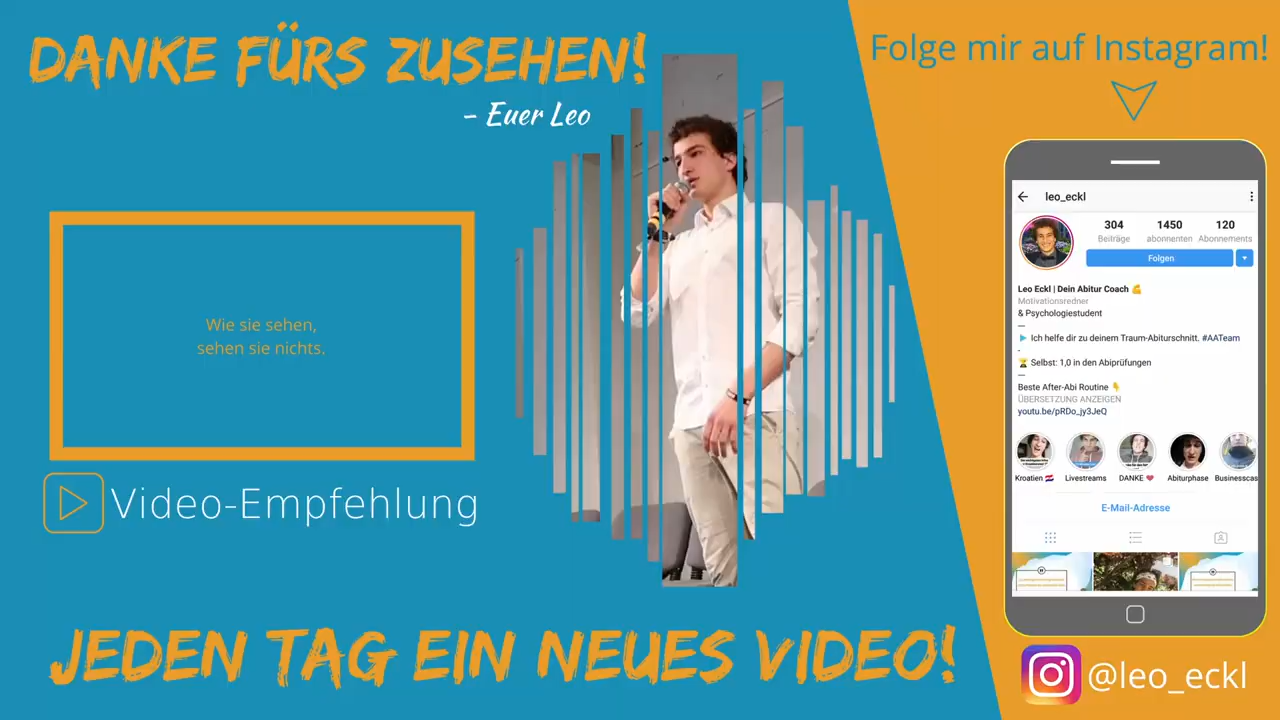 DANKE FÜRS ZUSEHEN!
- Euer Leo
Wie sie sehen,
sehen sie nichts.
Video-Empfehlung
JEDEN TAG EIN NEUES VIDEO!
Folge mir auf Instagram!
leo_eckl
304 1450 120
Beiträge abonnenten Abonnements
Folgen
Leo Eckl | Dein Abitur Coach 💪
Motivationsredner
& Psychologiestudent
—
▶ Ich helfe dir zu deinem Traum-Abiturschnitt. #AATeam
-
⏳ Selbst: 1,0 in den Abiprüfungen
—
Beste After-Abi Routine 👇
ÜBERSETZUNG ANZEIGEN
youtu.be/pRDo_jy3JeQ
Kroatien 🇭🇷 Livestreams DANKE ❤ Abiturphase Businesscas
E-Mail-Adresse
@leo_eckl